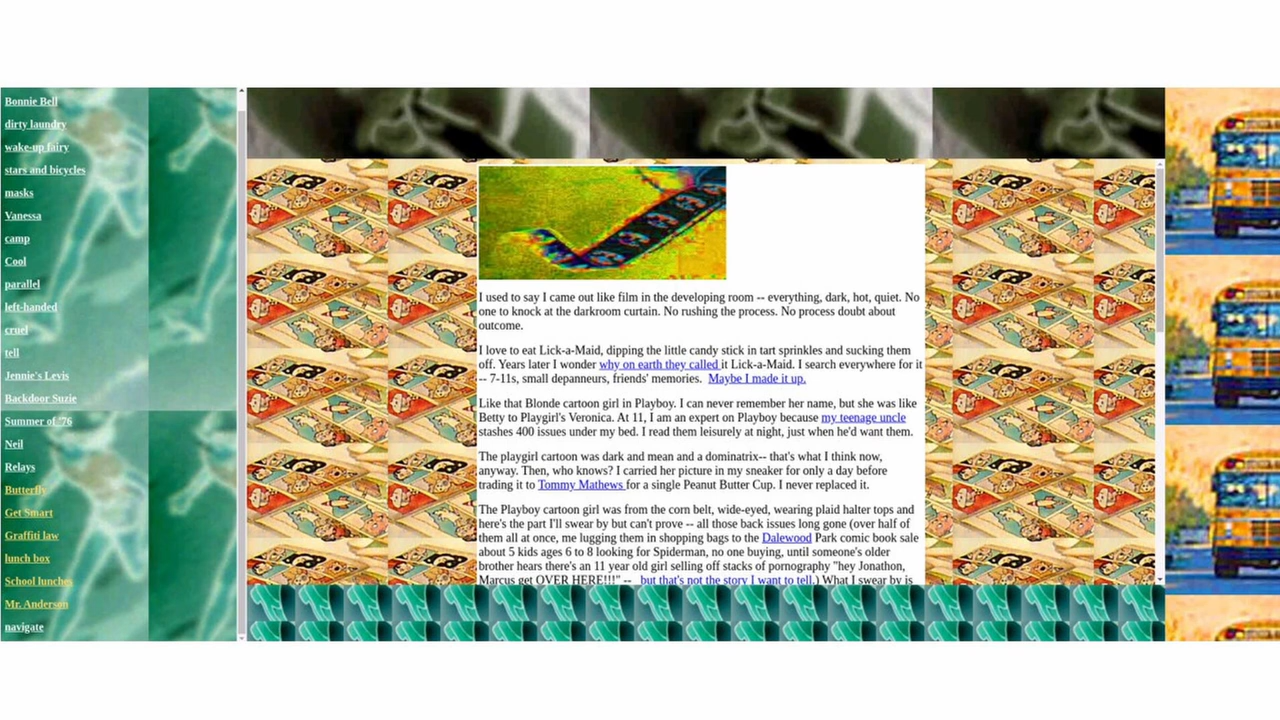 Bonnie Bell
dirty laundry
wake-up fairy
stars and bicycles
masks
Vanessa
camp
Cool
parallel
left-handed
cruel
tell
Jennie's Levis
Backdoor Suzie
Summer of '76
Neil
Relays
Butterfly
Get Smart
Graffiti law
lunch box
School lunches
Mr. Anderson
navigate
I used to say I came out like film in the developing room -- everything, dark, hot, quiet. No
one to knock at the darkroom curtain. No rushing the process. No process doubt about
outcome.
I love to eat Lick-a-Maid, dipping the little candy stick in tart sprinkles and sucking them
off. Years later I wonder why on earth they called it Lick-a-Maid. I search everywhere for it
-- 7-11s, small depanneurs, friends' memories. Maybe I made it up.
Like that Blonde cartoon girl in Playboy. I can never remember her name, but she was like
Betty to Playgirl's Veronica. At 11, I am an expert on Playboy because my teenage uncle
stashes 400 issues under my bed. I read them leisurely at night, just when he'd want them.
The playgirl cartoon was dark and mean and a dominatrix-- that's what I think now,
anyway. Then, who knows? I carried her picture in my sneaker for only a day before
trading it to Tommy Mathews for a single Peanut Butter Cup. I never replaced it.
The Playboy cartoon girl was from the corn belt, wide-eyed, wearing plaid halter tops and
here's the part I'll swear by but can't prove -- all those back issues long gone (over half of
them all at once, me lugging them in shopping bags to the Dalewood Park comic book sale
about 5 kids ages 6 to 8 looking for Spiderman, no one buying, until someone's older
brother hears there's an 11 year old girl selling off stacks of pornography "hey Jonathon,
Marcus get OVER HERE!!!" -- but that's not the story I want to tell.) What I swear by is